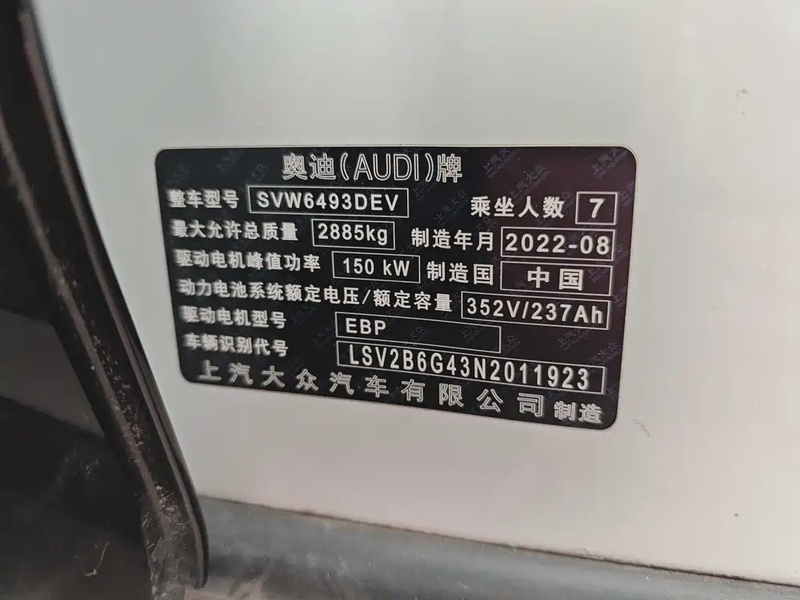 奥迪(AUDI)牌
整车型号 SVW6493DEV 乘坐人数 7
最大允许总质量 2885kg 制造年月 2022-08
驱动电机峰值功率 150 kW 制造国 中国
动力电池系统额定电压/额定容量 352V/237Ah
驱动电机型号 EBP
车辆识别代号 LSV2B6G43N2011923
上汽大众汽车有限公司 制造